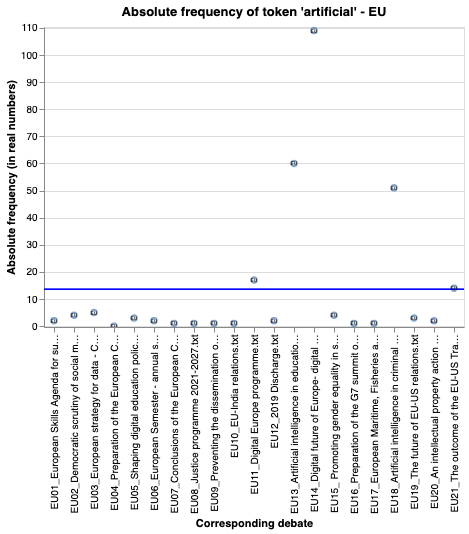 Absolute frequency of token 'artificial' - EU
Absolute frequency (in real numbers)
110
100
90
80
70
60
50
40
30
20
10
0
EU01_European Skills Agenda for su...
EU02_Democratic scrutiny of social m...
EU03_European strategy for data - C...
EU04_Preparation of the European C...
EU05_Shaping digital education polic...
EU06_European Semester - annual s...
EU07_Conclusions of the European C...
EU08_Justice programme 2021-2027.txt
EU09_Preventing the dissemination o...
EU10_EU-India relations.txt
EU11_Digital Europe programme.txt
EU12_2019 Discharge.txt
EU13_Artificial intelligence in educatio...
EU14_Digital future of Europe- digital ...
EU15_ Promoting gender equality in s...
EU16_Preparation of the G7 summit o...
EU17_European Maritime, Fisheries a...
EU18_Artificial intelligence in criminal ...
EU19_The future of EU-US relations.txt
EU20_An intellectual property action ...
EU21_The outcome of the EU-US Tra...
Corresponding debate